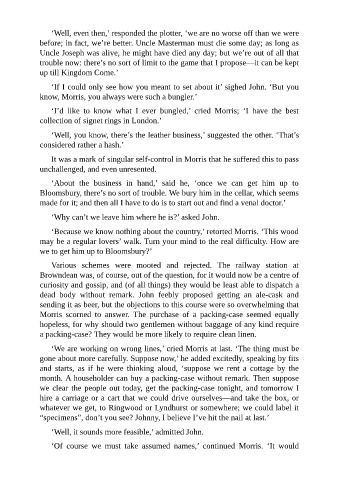 ‘Well, even then,’ responded the plotter, ‘we are no worse off than we were
before; in fact, we’re better. Uncle Masterman must die some day; as long as
Uncle Joseph was alive, he might have died any day; but we’re out of all that
trouble now: there’s no sort of limit to the game that I propose—it can be kept
up till Kingdom Come.’
‘If I could only see how you meant to set about it’ sighed John. ‘But you
know, Morris, you always were such a bungler.’
‘I’d like to know what I ever bungled,’ cried Morris; ‘I have the best
collection of signet rings in London.’
‘Well, you know, there’s the leather business,’ suggested the other. ‘That’s
considered rather a hash.’
It was a mark of singular self-control in Morris that he suffered this to pass
unchallenged, and even unresented.
‘About the business in hand,’ said he, ‘once we can get him up to
Bloomsbury, there’s no sort of trouble. We bury him in the cellar, which seems
made for it; and then all I have to do is to start out and find a venal doctor.’
‘Why can’t we leave him where he is?’ asked John.
‘Because we know nothing about the country,’ retorted Morris. ‘This wood
may be a regular lovers’ walk. Turn your mind to the real difficulty. How are
we to get him up to Bloomsbury?’
Various schemes were mooted and rejected. The railway station at
Browndean was, of course, out of the question, for it would now be a centre of
curiosity and gossip, and (of all things) they would be least able to dispatch a
dead body without remark. John feebly proposed getting an ale-cask and
sending it as beer, but the objections to this course were so overwhelming that
Morris scorned to answer. The purchase of a packing-case seemed equally
hopeless, for why should two gentlemen without baggage of any kind require
a packing-case? They would be more likely to require clean linen.
‘We are working on wrong lines,’ cried Morris at last. ‘The thing must be
gone about more carefully. Suppose now,’ he added excitedly, speaking by fits
and starts, as if he were thinking aloud, ‘suppose we rent a cottage by the
month. A householder can buy a packing-case without remark. Then suppose
we clear the people out today, get the packing-case tonight, and tomorrow I
hire a carriage or a cart that we could drive ourselves—and take the box, or
whatever we get, to Ringwood or Lyndhurst or somewhere; we could label it
“specimens”, don’t you see? Johnny, I believe I’ve hit the nail at last.’
‘Well, it sounds more feasible,’ admitted John.
‘Of course we must take assumed names,’ continued Morris. ‘It would